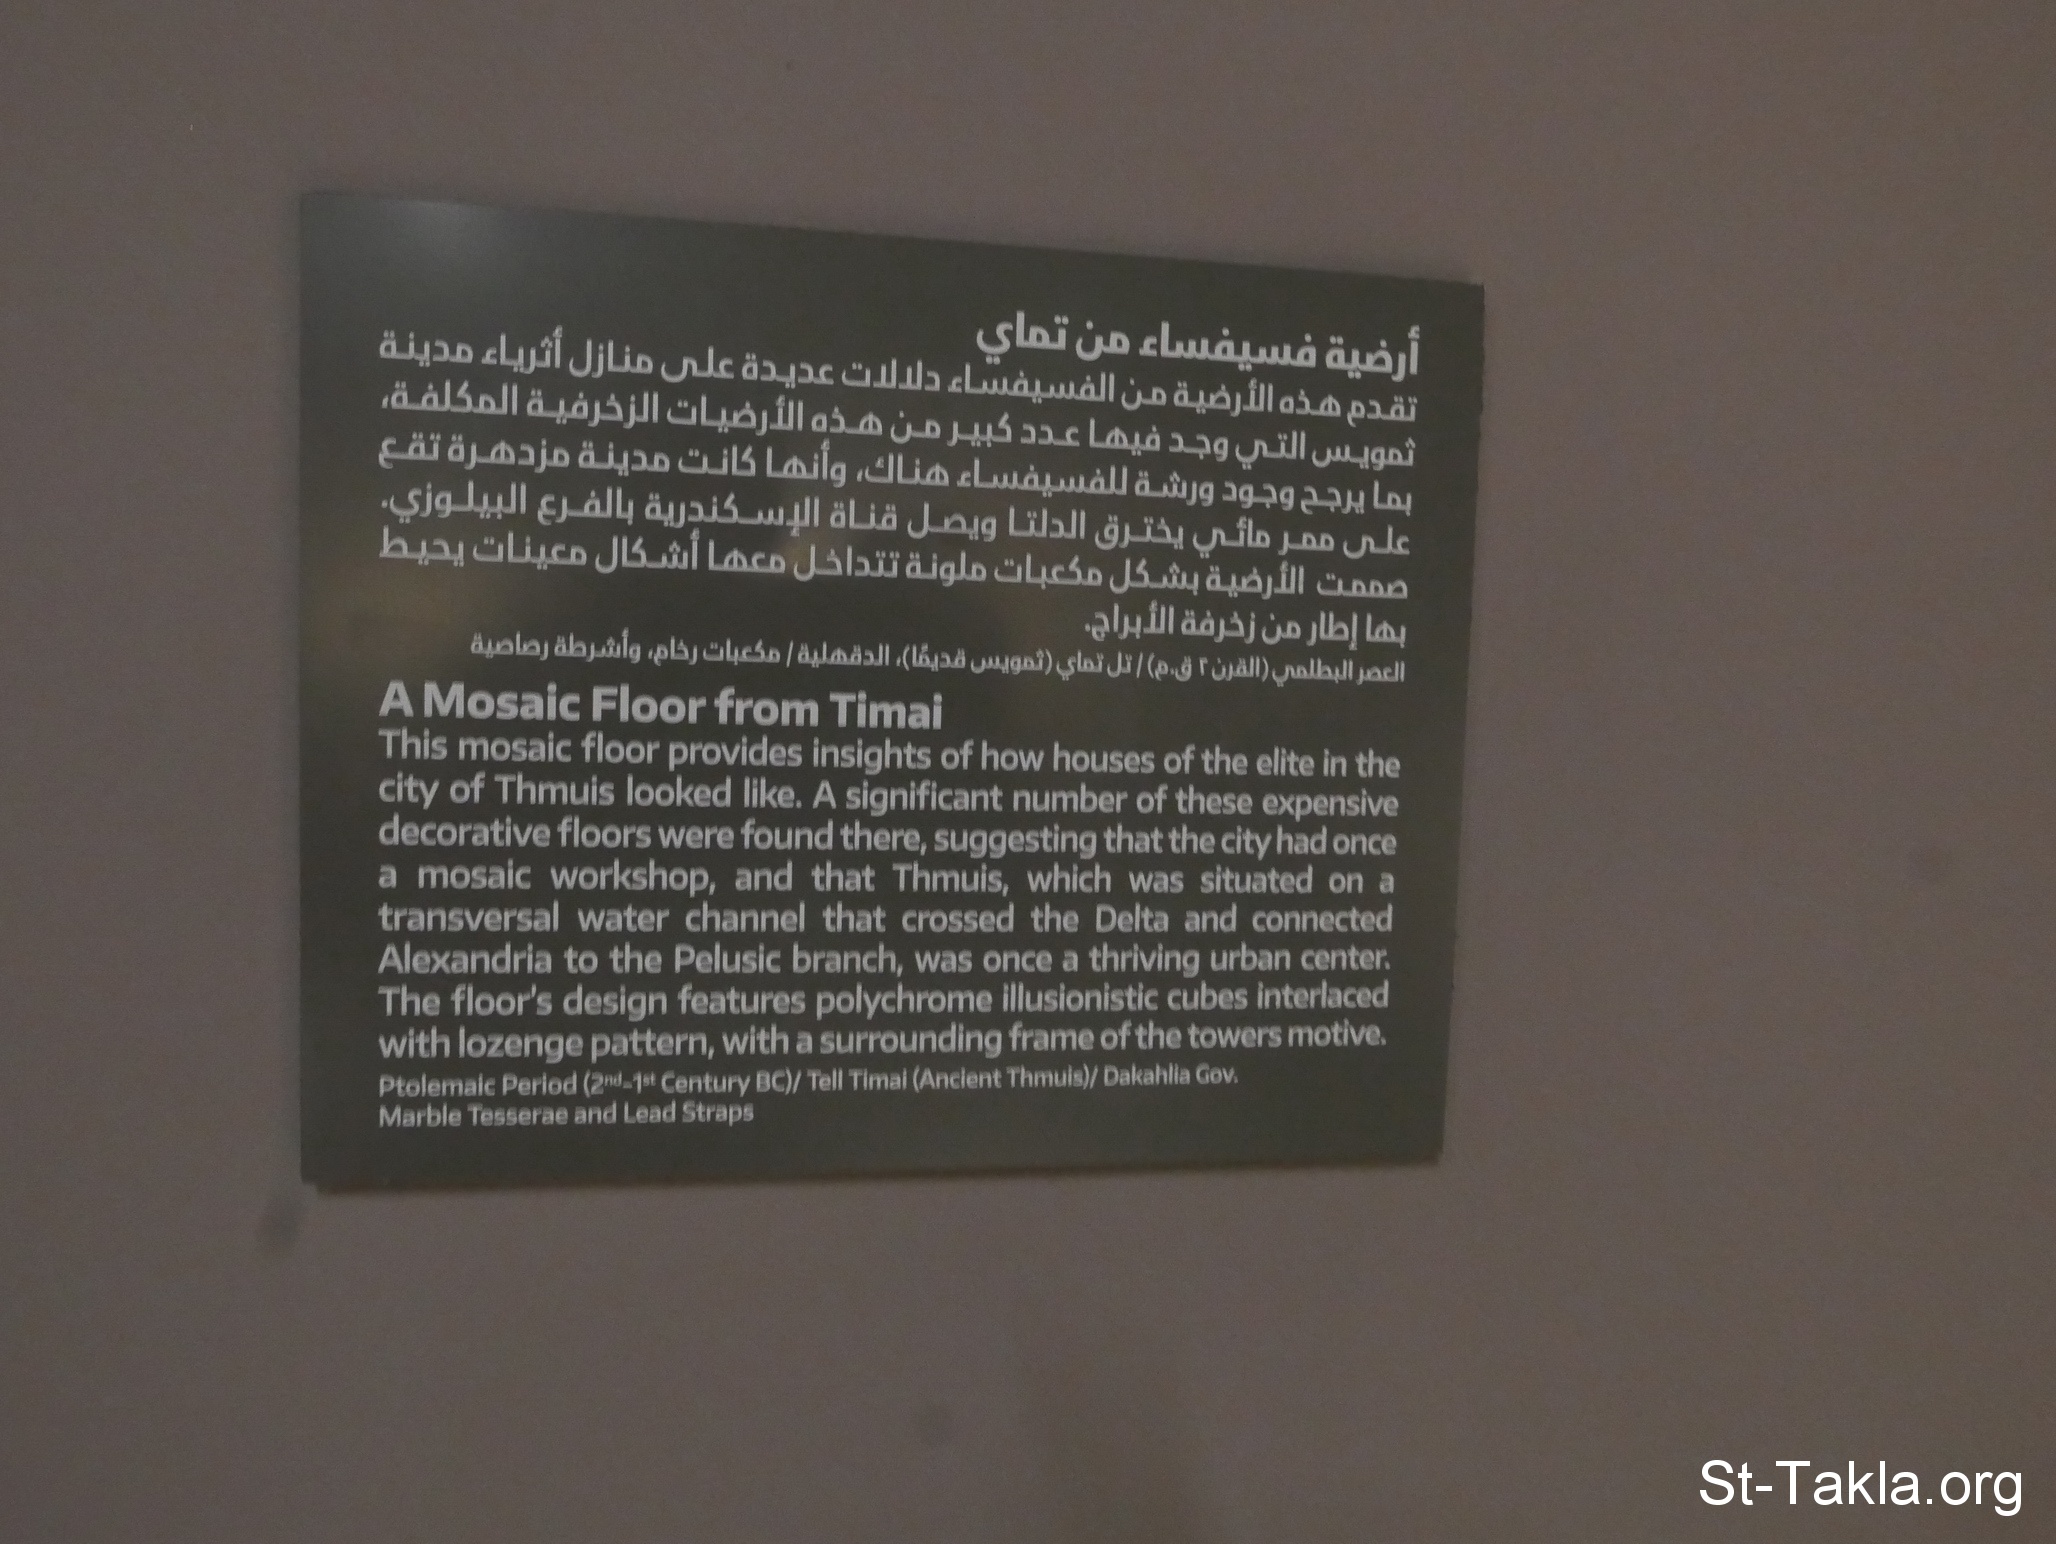 أرضية فسيفساء من تماي
تقدم هذه الأرضية من الفسيفساء دلالات عديدة على منازل أثرياء مدينة
ثمويس التي وجد فيها عدد كبير من هذه الأرضيات الزخرفية المكلفة،
بما يرجح وجود ورشة للفسيفساء هناك، وأنها كانت مدينة مزدهرة تقع
على ممر مائي يخترق الدلتا ويصل قناة الإسكندرية بالفرع البيلوزي.
صممت الأرضية بشكل مكعبات ملونة تتداخل معها أشكال معينات يحيط
بها إطار من زخرفة الأبراج.
العصر البطلمي (القرن ٢ ق.م) / تل تماي (ثمويس قديمًا)، الدقهلية / مكعبات رخام، وأشرطة رصاصية
A Mosaic Floor from Timai
This mosaic floor provides insights of how houses of the elite in the
city of Thmuis looked like. A significant number of these expensive
decorative floors were found there, suggesting that the city had once
a mosaic workshop, and that Thmuis, which was situated on a
transversal water channel that crossed the Delta and connected
Alexandria to the Pelusic branch, was once a thriving urban center.
The floor's design features polychrome illusionistic cubes interlaced
with lozenge pattern, with a surrounding frame of the towers motive.
Ptolemaic Period (2nd-1st Century BC)/ Tell Timai (Ancient Thmuis)/ Dakahlia Gov.
Marble Tesserae and Lead Straps
St-Takla.org